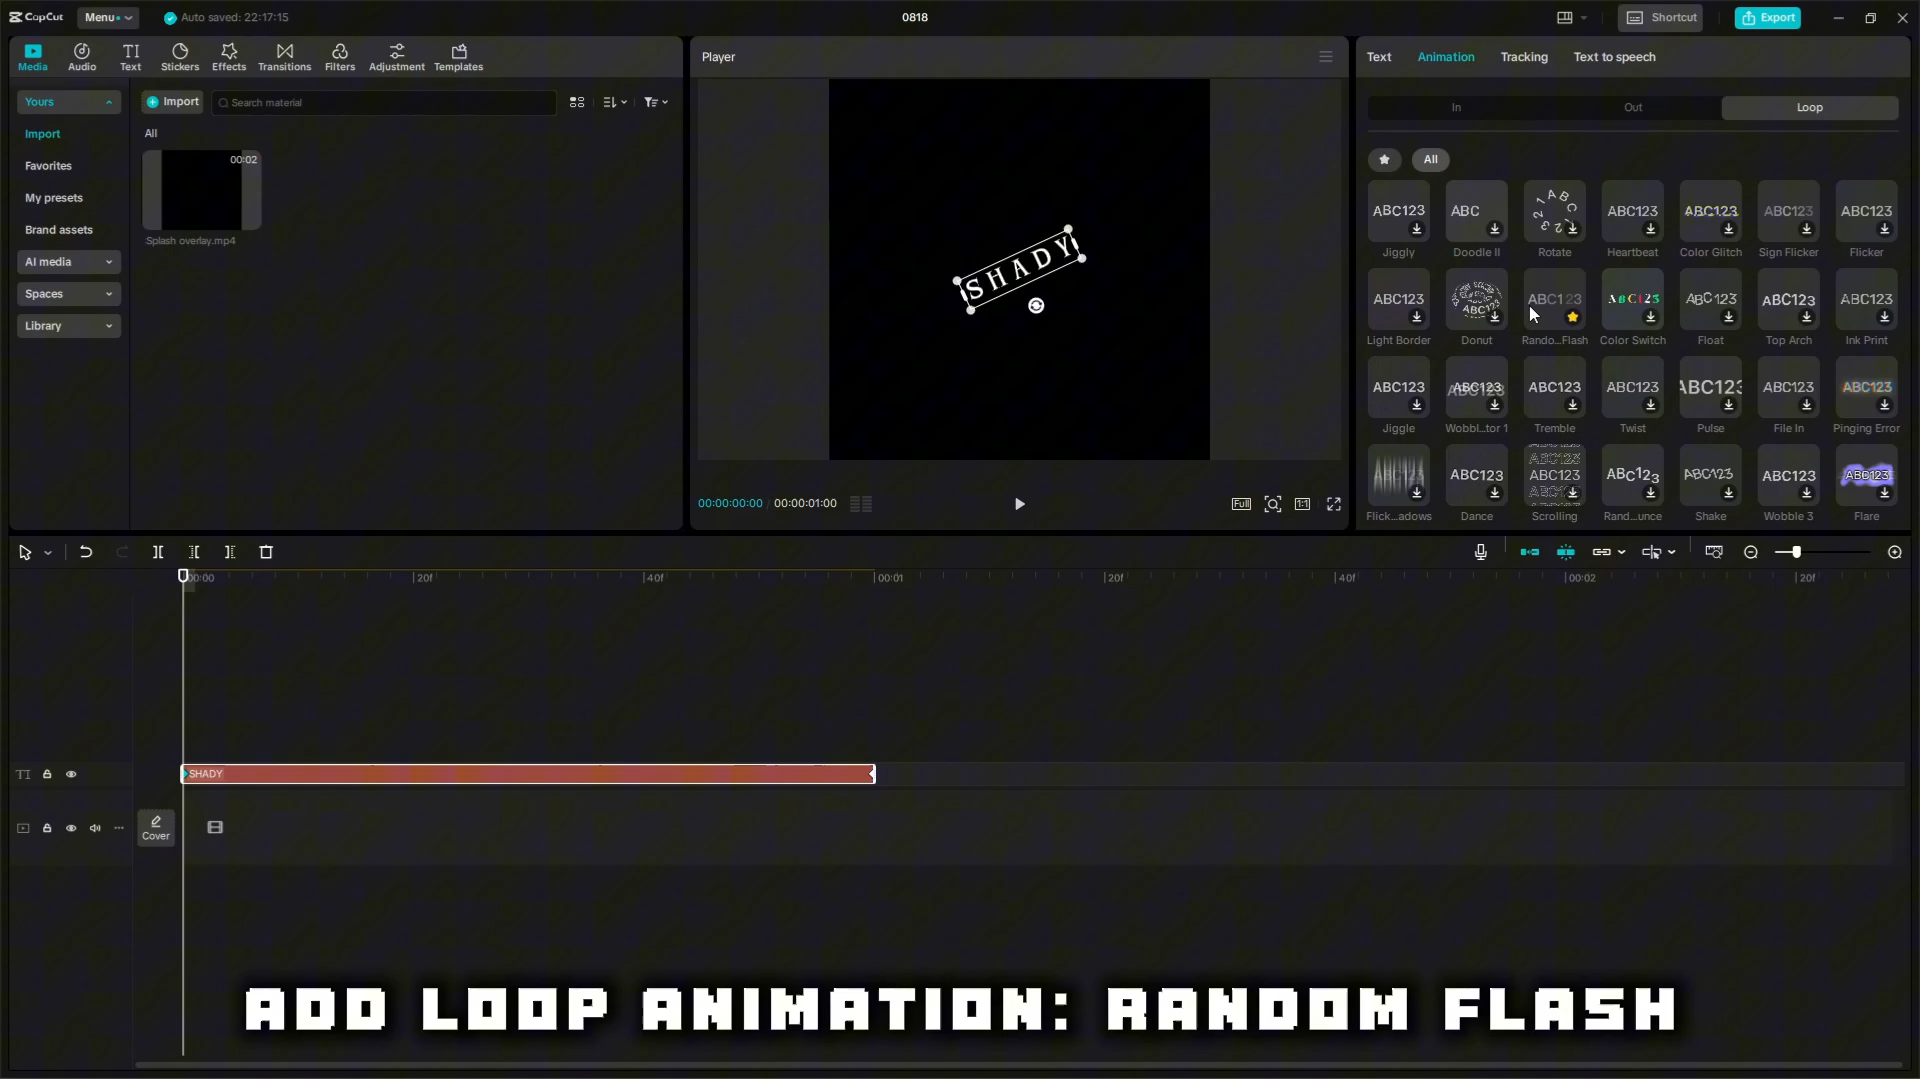 CapCut
Menu
Auto saved: 22:17:15
0818
Shortcut
Export
Media
Audio
Text
Stickers
Effects
Transitions
Filters
Adjustment
Templates
Yours
Import
Favorites
My presets
Brand assets
AI media
Spaces
Library
Import
Search material
All
00:02
Splash overlay.mp4
Player
SHADY
00:00:00:00 / 00:00:01:00
Full
1:1
Text
Animation
Tracking
Text to speech
In
Out
Loop
All
ABC123
ABC
ABC123
ABC123
ABC123
ABC123
ABC123
Jiggly
Doodle II
Rotate
Heartbeat
Color Glitch
Sign Flicker
Flicker
ABC123
ABC123
ABC123
ABC123
ABC123
ABC123
ABC123
Light Border
Donut
Rando...Flash
Color Switch
Float
Top Arch
Ink Print
ABC123
ABC123
ABC123
ABC123
ABC123
ABC123
ABC123
Jiggle
Wobbl...tor 1
Tremble
Twist
Pulse
File In
Pinging Error
ABC123
ABC123
ABC123
ABC123
ABC123
ABC123
ABC123
Flick...adows
Dance
Scrolling
Rand...unce
Shake
Wobble 3
Flare
00:00
20f
40f
00:01
20f
40f
00:02
20f
TI
SHADY
Cover
ADD LOOP ANIMATION: RANDOM FLASH